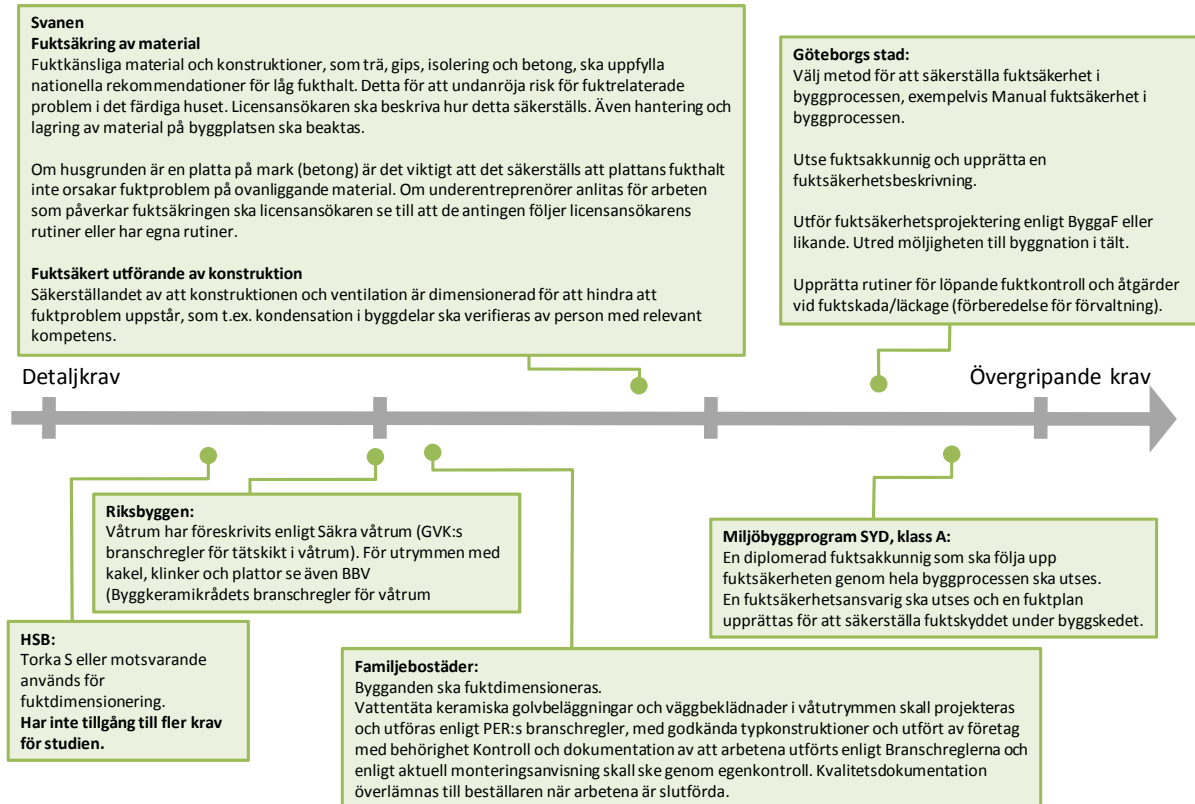 Svanen
Fuktsäkring av material
Fuktkänsliga material och konstruktioner, som trä, gips, isolering och betong, ska uppfylla
nationella rekommendationer för låg fukthalt. Detta för att undanröja risk för fuktrelaterade
problem i det färdiga huset. Licensansökaren ska beskriva hur detta säkerställs. Även hantering och
lagring av material på byggplatsen ska beaktas.
Om husgrunden är en platta på mark (betong) är det viktigt att det säkerställs att plattans fukthalt
inte orsakar fuktproblem på ovanliggande material. Om underentreprenörer anlitas för arbeten
som påverkar fuktsäkringen ska licensansökaren se till att de antingen följer licensansökarens
rutiner eller har egna rutiner.
Fuktsäkert utförande av konstruktion
Säkerställandet av att konstruktionen och ventilation är dimensionerad för att hindra att
fuktproblem uppstår, som t.ex. kondensation i byggdelar ska verifieras av person med relevant
kompetens.
Göteborgs stad:
Välj metod för att säkerställa fuktsäkerhet i
byggprocessen, exempelvis Manual fuktsäkerhet i
byggprocessen.
Utse fuktsakkunnig och upprätta en
fuktsäkerhetsbeskrivning.
Utför fuktsäkerhetsprojektering enligt ByggaF eller
likande. Utred möljigheten till byggnation i tält.
Upprätta rutiner för löpande fuktkontroll och åtgärder
vid fuktskada/läckage (förberedelse för förvaltning).
Detaljkrav
Övergripande krav
Riksbyggen:
Våtrum har föreskrivits enligt Säkra våtrum (GVK:s
branschregler för tätskikt i våtrum). För utrymmen med
kakel, klinker och plattor se även BBV
(Byggkeramikrådets branschregler för våtrum
Miljöbyggprogram SYD, klass A:
En diplomerad fuktsakkunnig som ska följa upp
fuktsäkerheten genom hela byggprocessen ska utses.
En fuktsäkerhetsansvarig ska utses och en fuktplan
upprättas för att säkerställa fuktskyddet under byggskedet.
HSB:
Torka S eller motsvarande
används för
fuktdimensionering.
Har inte tillgång till fler krav
för studien.
Familjebostäder:
Bygganden ska fuktdimensioneras.
Vattentäta keramiska golvbeläggningar och väggbeklädnader i våtutrymmen skall projekteras
och utföras enligt PER:s branschregler, med godkända typkonstruktioner och utfört av företag
med behörighet Kontroll och dokumentation av att arbetena utförts enligt Branschreglerna och
enligt aktuell monteringsanvisning skall ske genom egenkontroll. Kvalitetsdokumentation
överlämnas till beställaren när arbetena är slutförda.